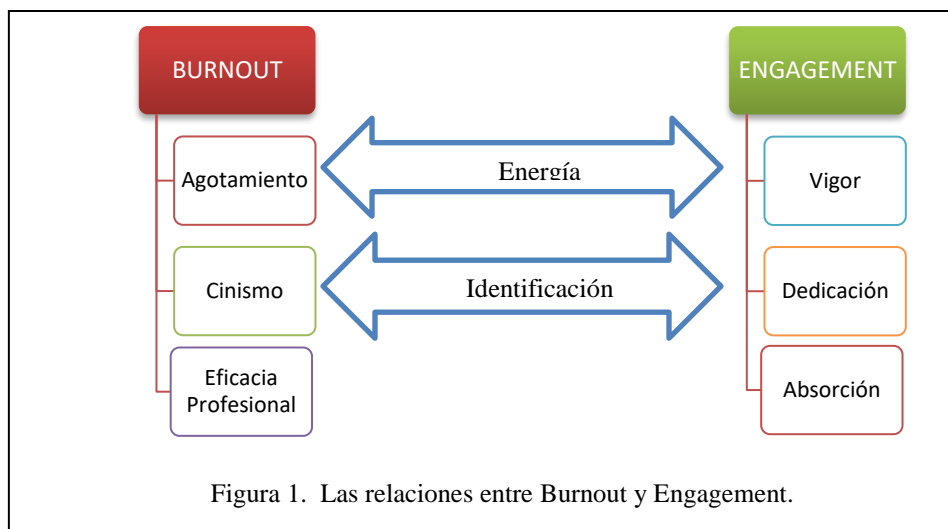 BURNOUT
ENGAGEMENT
Agotamiento
Energía
Vigor
Cinismo
Identificación
Dedicación
Eficacia
Profesional
Absorción
Figura 1. Las relaciones entre Burnout y Engagement.